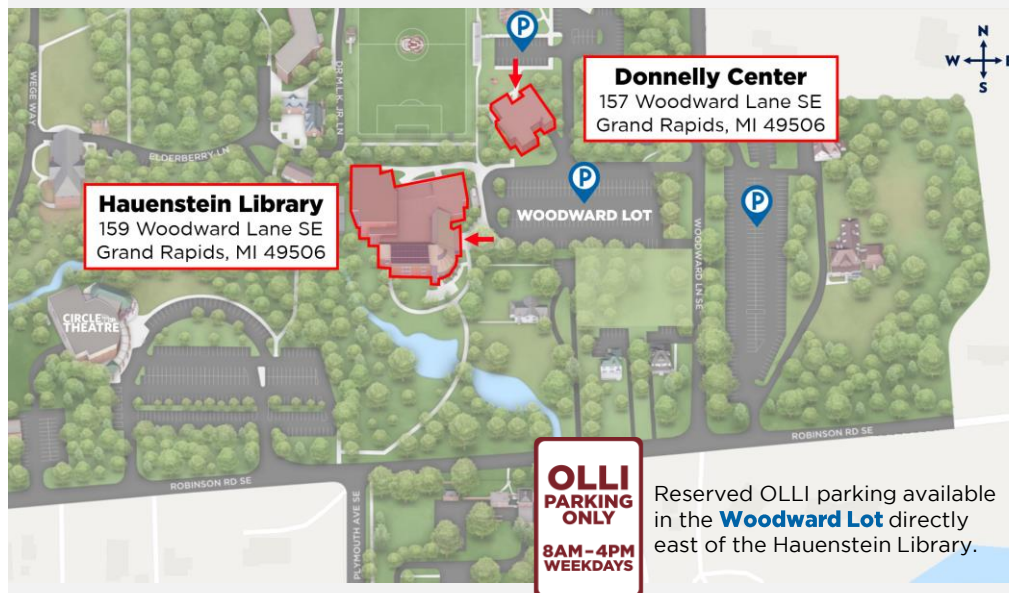 P
N
W E
S
Donnelly Center
157 Woodward Lane SE
Grand Rapids, MI 49506
WEGE WAY
DR MLK JR LN
ELDERBERRY LN
Hauenstein Library
159 Woodward Lane SE
Grand Rapids, MI 49506
P
WOODWARD LOT
P
WOODWARD LN SE
CIRCLE
THEATRE
ROBINSON RD SE
ROBINSON RD SE
PLYMOUTH AVE SE
OLLI
PARKING
ONLY
8AM–4PM
WEEKDAYS
Reserved OLLI parking available
in the Woodward Lot directly
east of the Hauenstein Library.